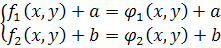 {f₁(x, y) + a = φ₁(x, y) + a
{f₂(x, y) + b = φ₂(x, y) + b